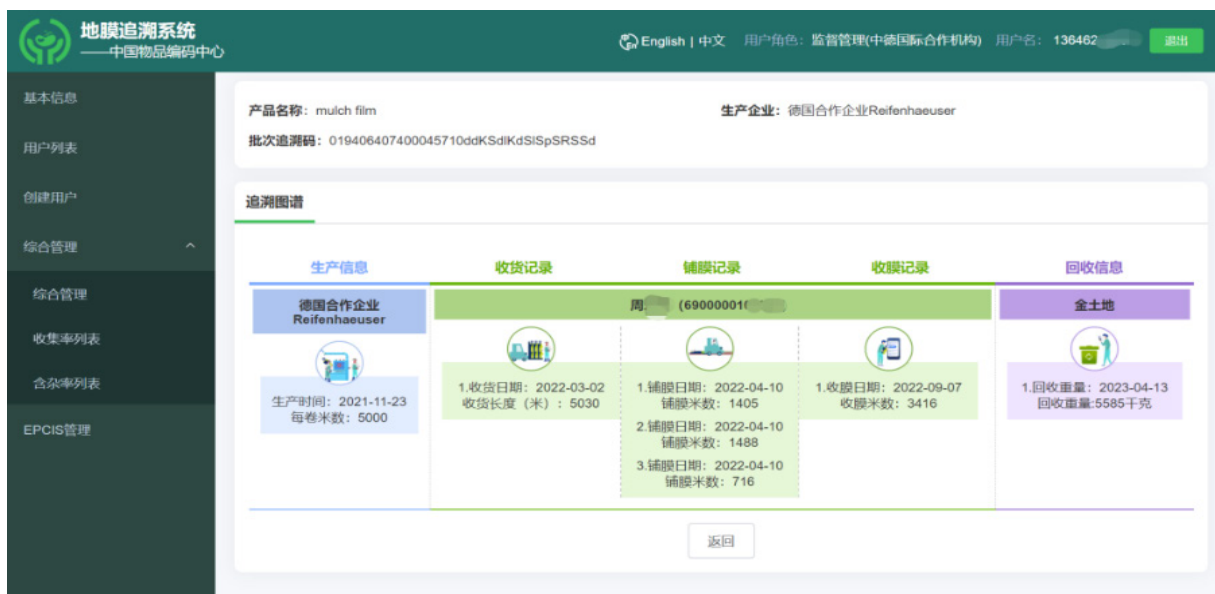 地膜追溯系统
——中国物品编码中心
English | 中文 用户角色：监督管理(中德国际合作机构) 用户名：136462 退出
基本信息
用户列表
创建用户
综合管理
综合管理
收集率列表
含杂率列表
EPCIS管理
产品名称：mulch film 生产企业：德国合作企业Reifenhaeuser
批次追溯码：019406407400045710ddKSdlKdSlSpSRSSd
追溯图谱
生产信息 收货记录 铺膜记录 收膜记录 回收信息
德国合作企业
Reifenhaeuser
生产时间：2021-11-23
每卷米数：5000
周 (69000001
1.收货日期：2022-03-02
收货长度（米）：5030
1.铺膜日期：2022-04-10
铺膜米数：1405
2.铺膜日期：2022-04-10
铺膜米数：1488
3.铺膜日期：2022-04-10
铺膜米数：716
1.收膜日期：2022-09-07
收膜米数：3416
金土地
1.回收重量：2023-04-13
回收重量:5585千克
返回